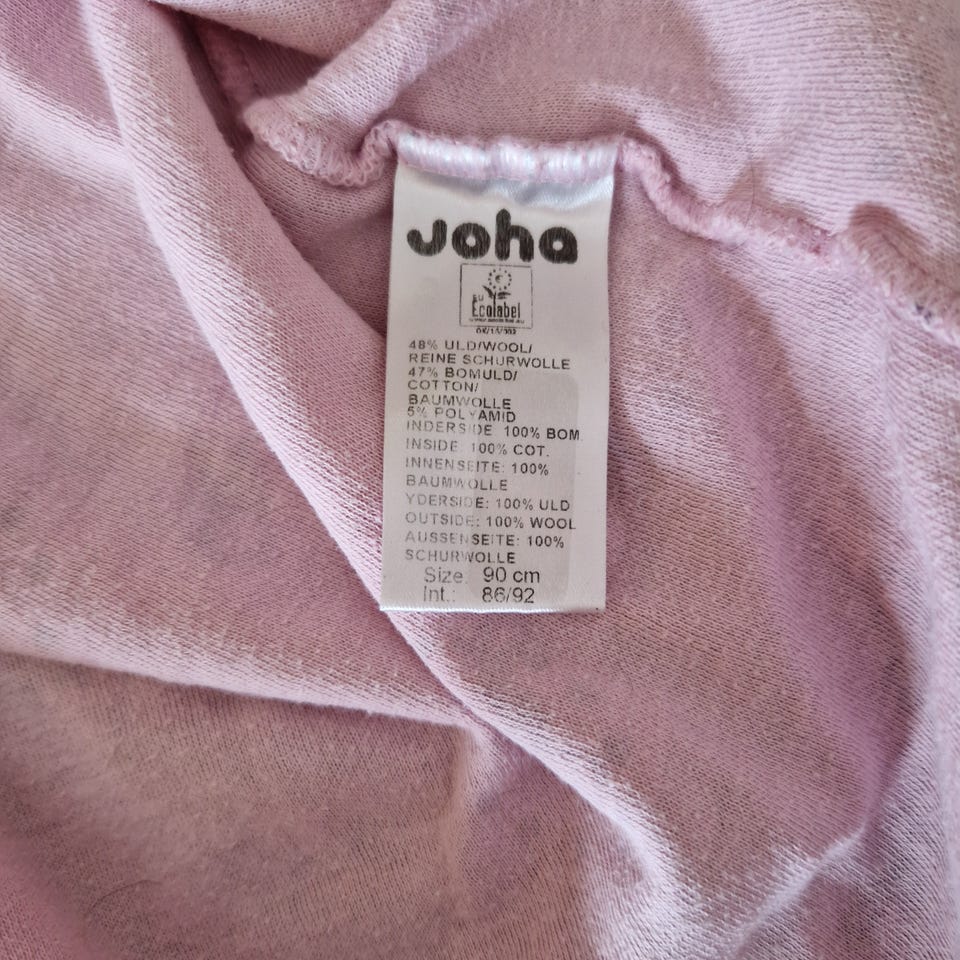 Joha
EU
Ecolabel
48% ULD/WOOL/
REINE SCHURWOLLE
47% BOMULD/
COTTON/
BAUMWOLLE
5% POLYAMID
INDERSIDE 100% BOM.
INSIDE: 100% COT.
INNENSEITE: 100%
BAUMWOLLE
YDERSIDE: 100% ULD
OUTSIDE: 100% WOOL
AUSSENSEITE: 100%
SCHURWOLLE
Size: 90 cm
Int.: 86/92